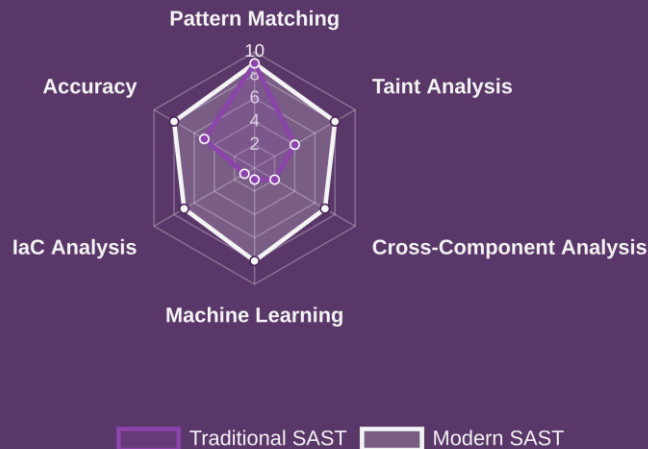 Pattern Matching
10
8
6
4
2
Accuracy
Taint Analysis
IaC Analysis
Cross-Component Analysis
Machine Learning
Traditional SAST
Modern SAST